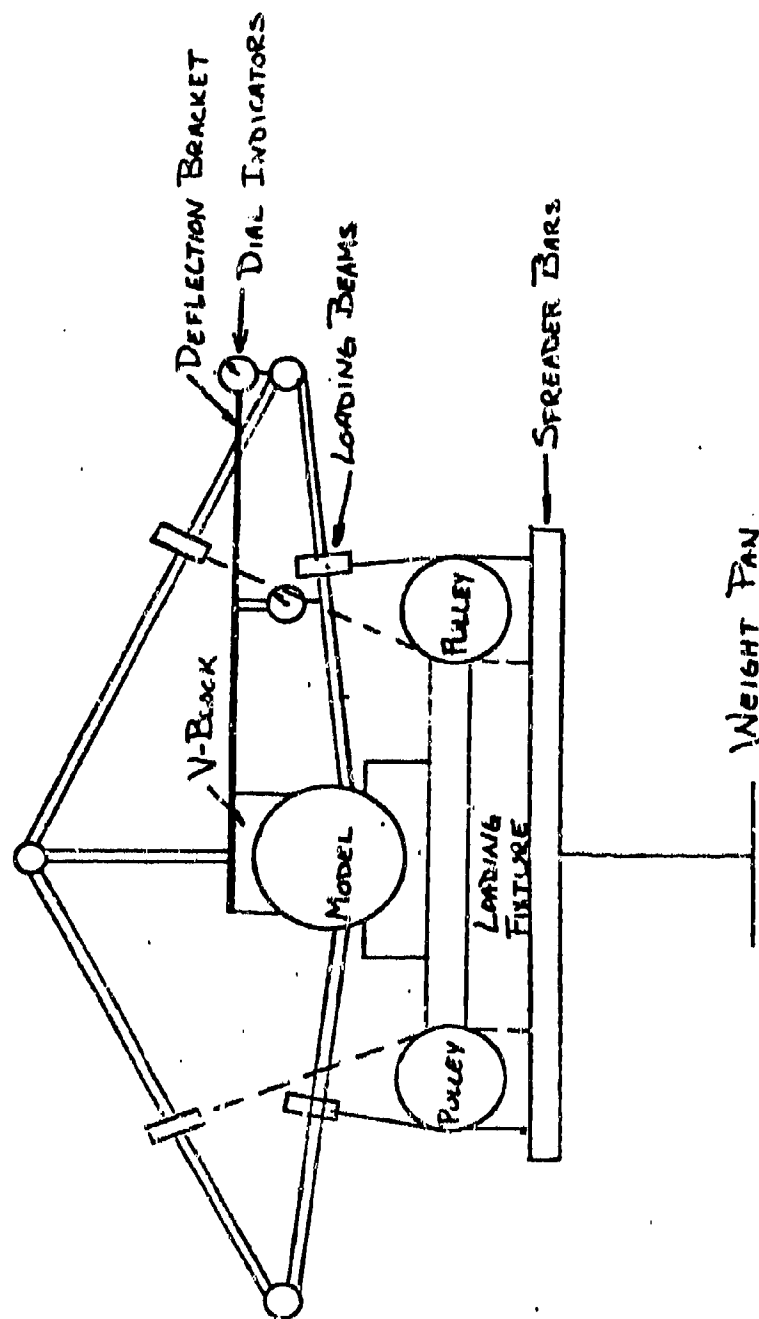 DEFLECTION BRACKET
DIAL INDICATORS
LOADING BEAMS
V-BLOCK
MODEL
PULLEY
PULLEY
LOADING
FIXTURE
SPREADER BARS
WEIGHT PAN